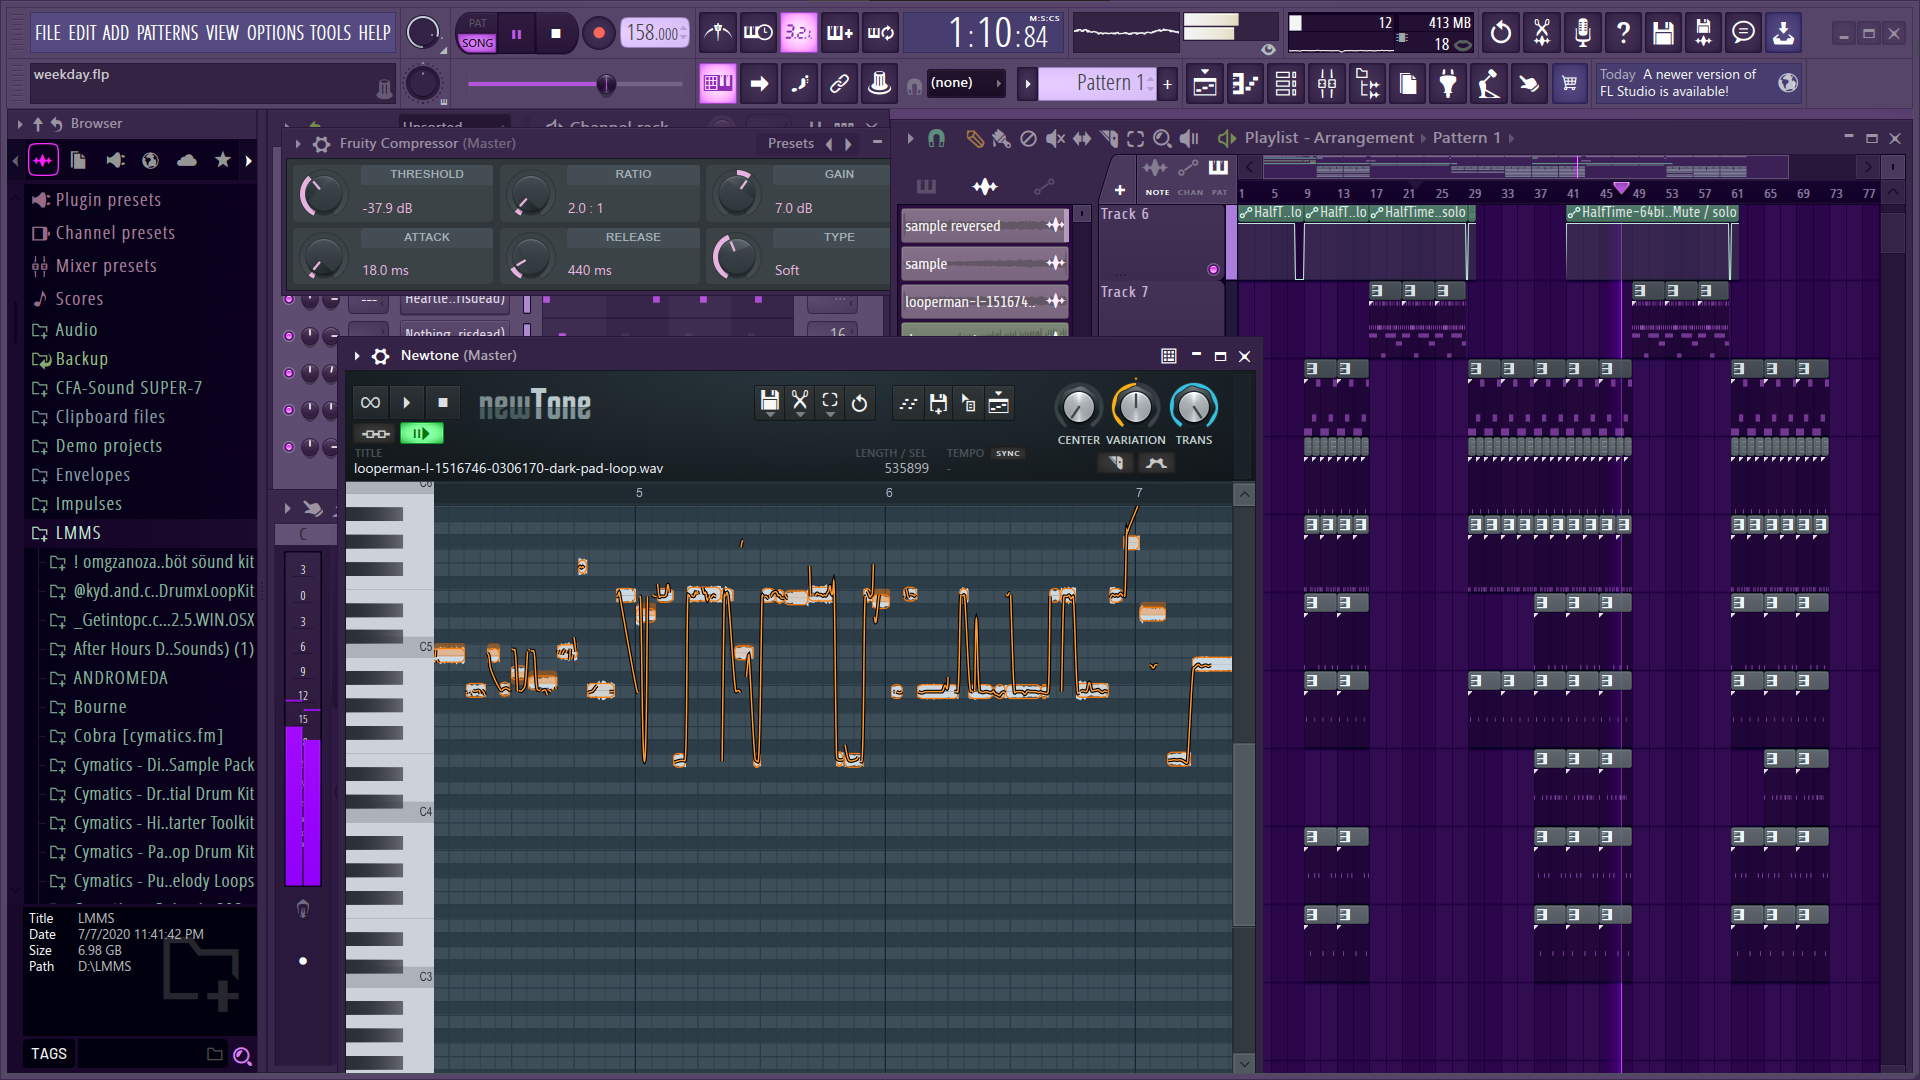 FILE EDIT ADD PATTERNS VIEW OPTIONS TOOLS HELP
PAT
SONG
158.000
3.2.
1:10:84
M:S:CS
12
413 MB
18
weekday.flp
(none)
Pattern 1
Today A newer version of
FL Studio is available!
Browser
Plugin presets
Channel presets
Mixer presets
Scores
Audio
Backup
CFA-Sound SUPER-7
Clipboard files
Demo projects
Envelopes
Impulses
LMMS
! omgzanoza..böt söund kit
@kyd.and.c..DrumxLoopKit
_Getintopc.c...2.5.WIN.OSX
After Hours D..Sounds) (1)
ANDROMEDA
Bourne
Cobra [cymatics.fm]
Cymatics - Di..Sample Pack
Cymatics - Dr..tial Drum Kit
Cymatics - Hi..tarter Toolkit
Cymatics - Pa..op Drum Kit
Cymatics - Pu..elody Loops
Title LMMS
Date 7/7/2020 11:41:42 PM
Size 6.98 GB
Path D:\LMMS
TAGS
Unsorted
Channel rack
Fruity Compressor (Master)
Presets
THRESHOLD
-37.9 dB
RATIO
2.0 : 1
GAIN
7.0 dB
ATTACK
18.0 ms
RELEASE
440 ms
TYPE
Soft
Heartle..risdead)
Nothing..risdead)
16
C
3
0
3
6
9
12
15
Newtone (Master)
newTone
CENTER
VARIATION
TRANS
TITLE
looperman-l-1516746-0306170-dark-pad-loop.wav
LENGTH / SEL
535899
TEMPO
SYNC
-
5
6
7
C6
C5
C4
C3
Playlist - Arrangement
Pattern 1
NOTE
CHAN
PAT
1 5 9 13 17 21 25 29 33 37 41 45 49 53 57 61 65 69 73 77
sample reversed
sample
looperman-l-151674..
Track 6
Track 7
HalfT..lo
HalfT..lo
HalfTime..solo
HalfTime-64bi..Mute / solo